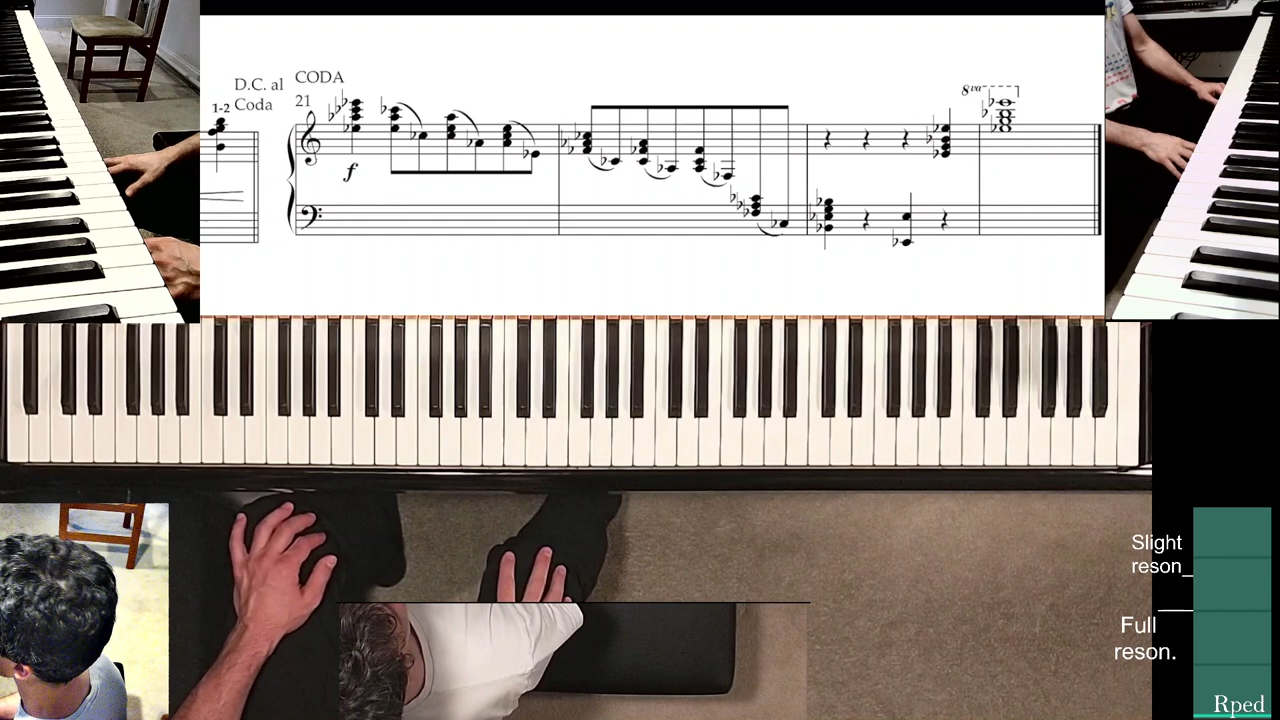 D.C. al
Coda
1-2
CODA
21
f
8va
Slight
reson_
Full
reson.
Rped